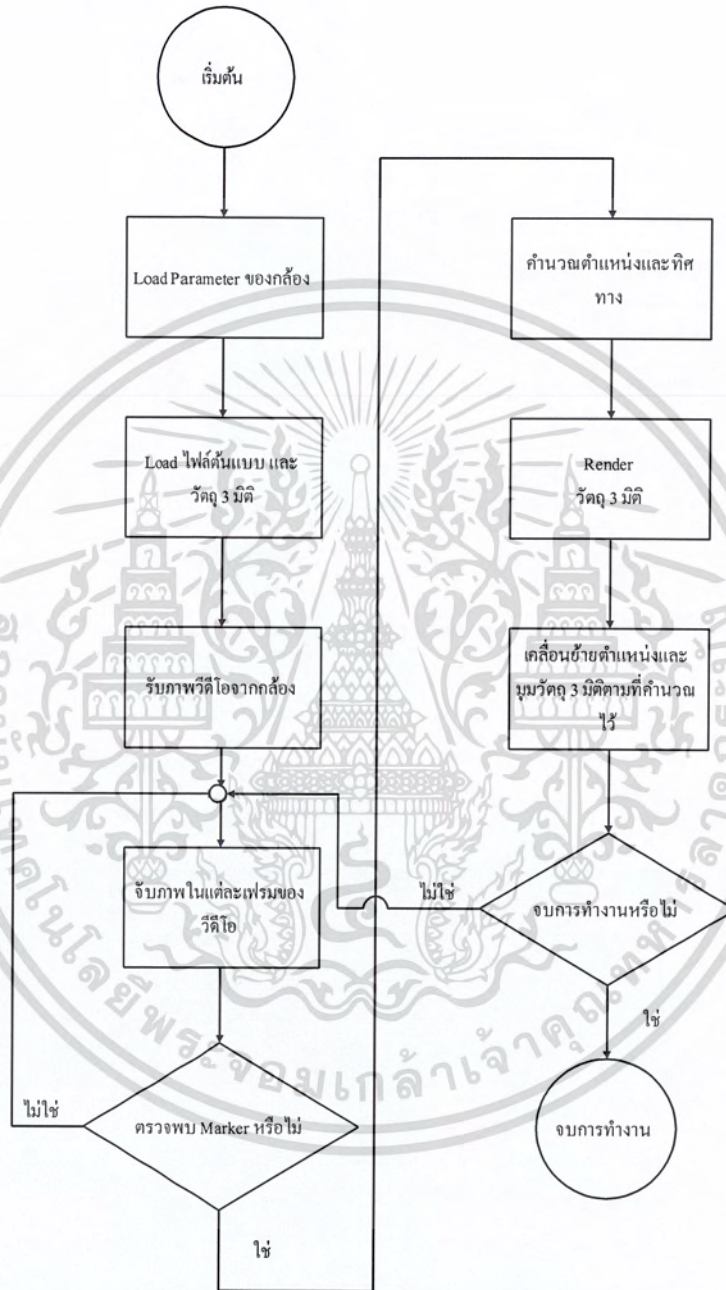 เริ่มต้น
Load Parameter ของกล้อง
Load ไฟล์ต้นแบบ และ
วัตถุ 3 มิติ
รับภาพวีดีโอจากกล้อง
จับภาพในแต่ละเฟรมของ
วีดีโอ
ตรวจพบ Marker หรือไม่
ไม่ใช่
ใช่
คำนวณตำแหน่งและ ทิศ
ทาง
Render
วัตถุ 3 มิติ
เคลื่อนย้ายตำแหน่งและ
มุมวัตถุ 3 มิติตามที่คำนวณ
ไว้
จบการทำงานหรือไม่
ไม่ใช่
ใช่
จบการทำงาน